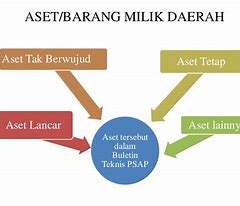 ASET/BARANG MILIK DAERAH
Aset Tak Berwujud
Aset Tetap
Aset Lancar
Aset lainny
Aset tersebut
dalam
Buletin
Teknis PSAP